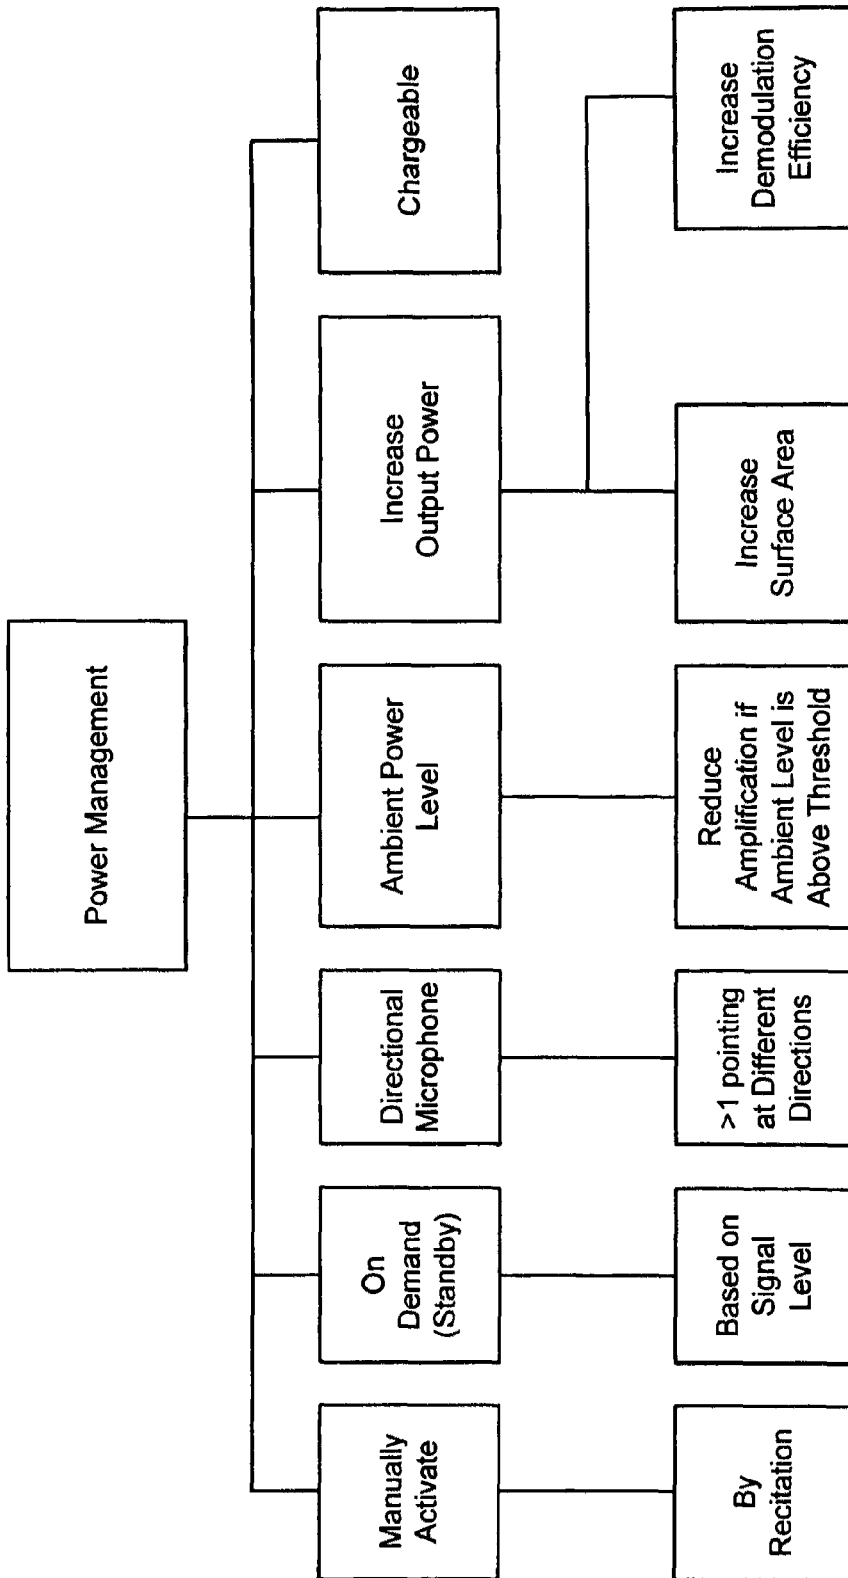 Power Management
Manually
Activate
On
Demand
(Standby)
Directional
Microphone
Ambient Power
Level
Increase
Output Power
Chargeable
By
Recitation
Based on
Signal
Level
>1 pointing
at Different
Directions
Reduce
Amplification if
Ambient Level is
Above Threshold
Increase
Surface Area
Increase
Demodulation
Efficiency